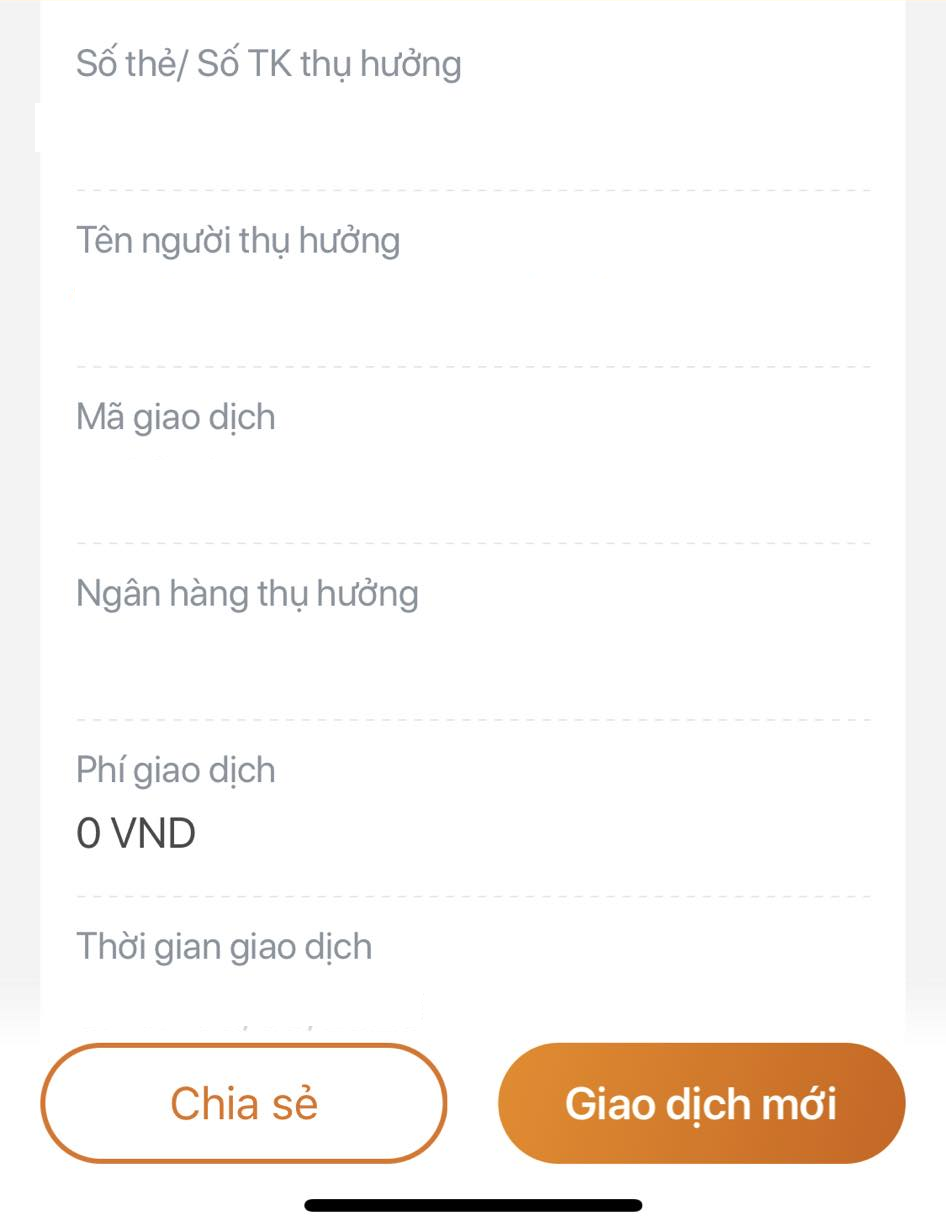 Số thẻ/ Số TK thụ hưởng
Tên người thụ hưởng
Mã giao dịch
Ngân hàng thụ hưởng
Phí giao dịch
0 VND
Thời gian giao dịch
Chia sẻ
Giao dịch mới